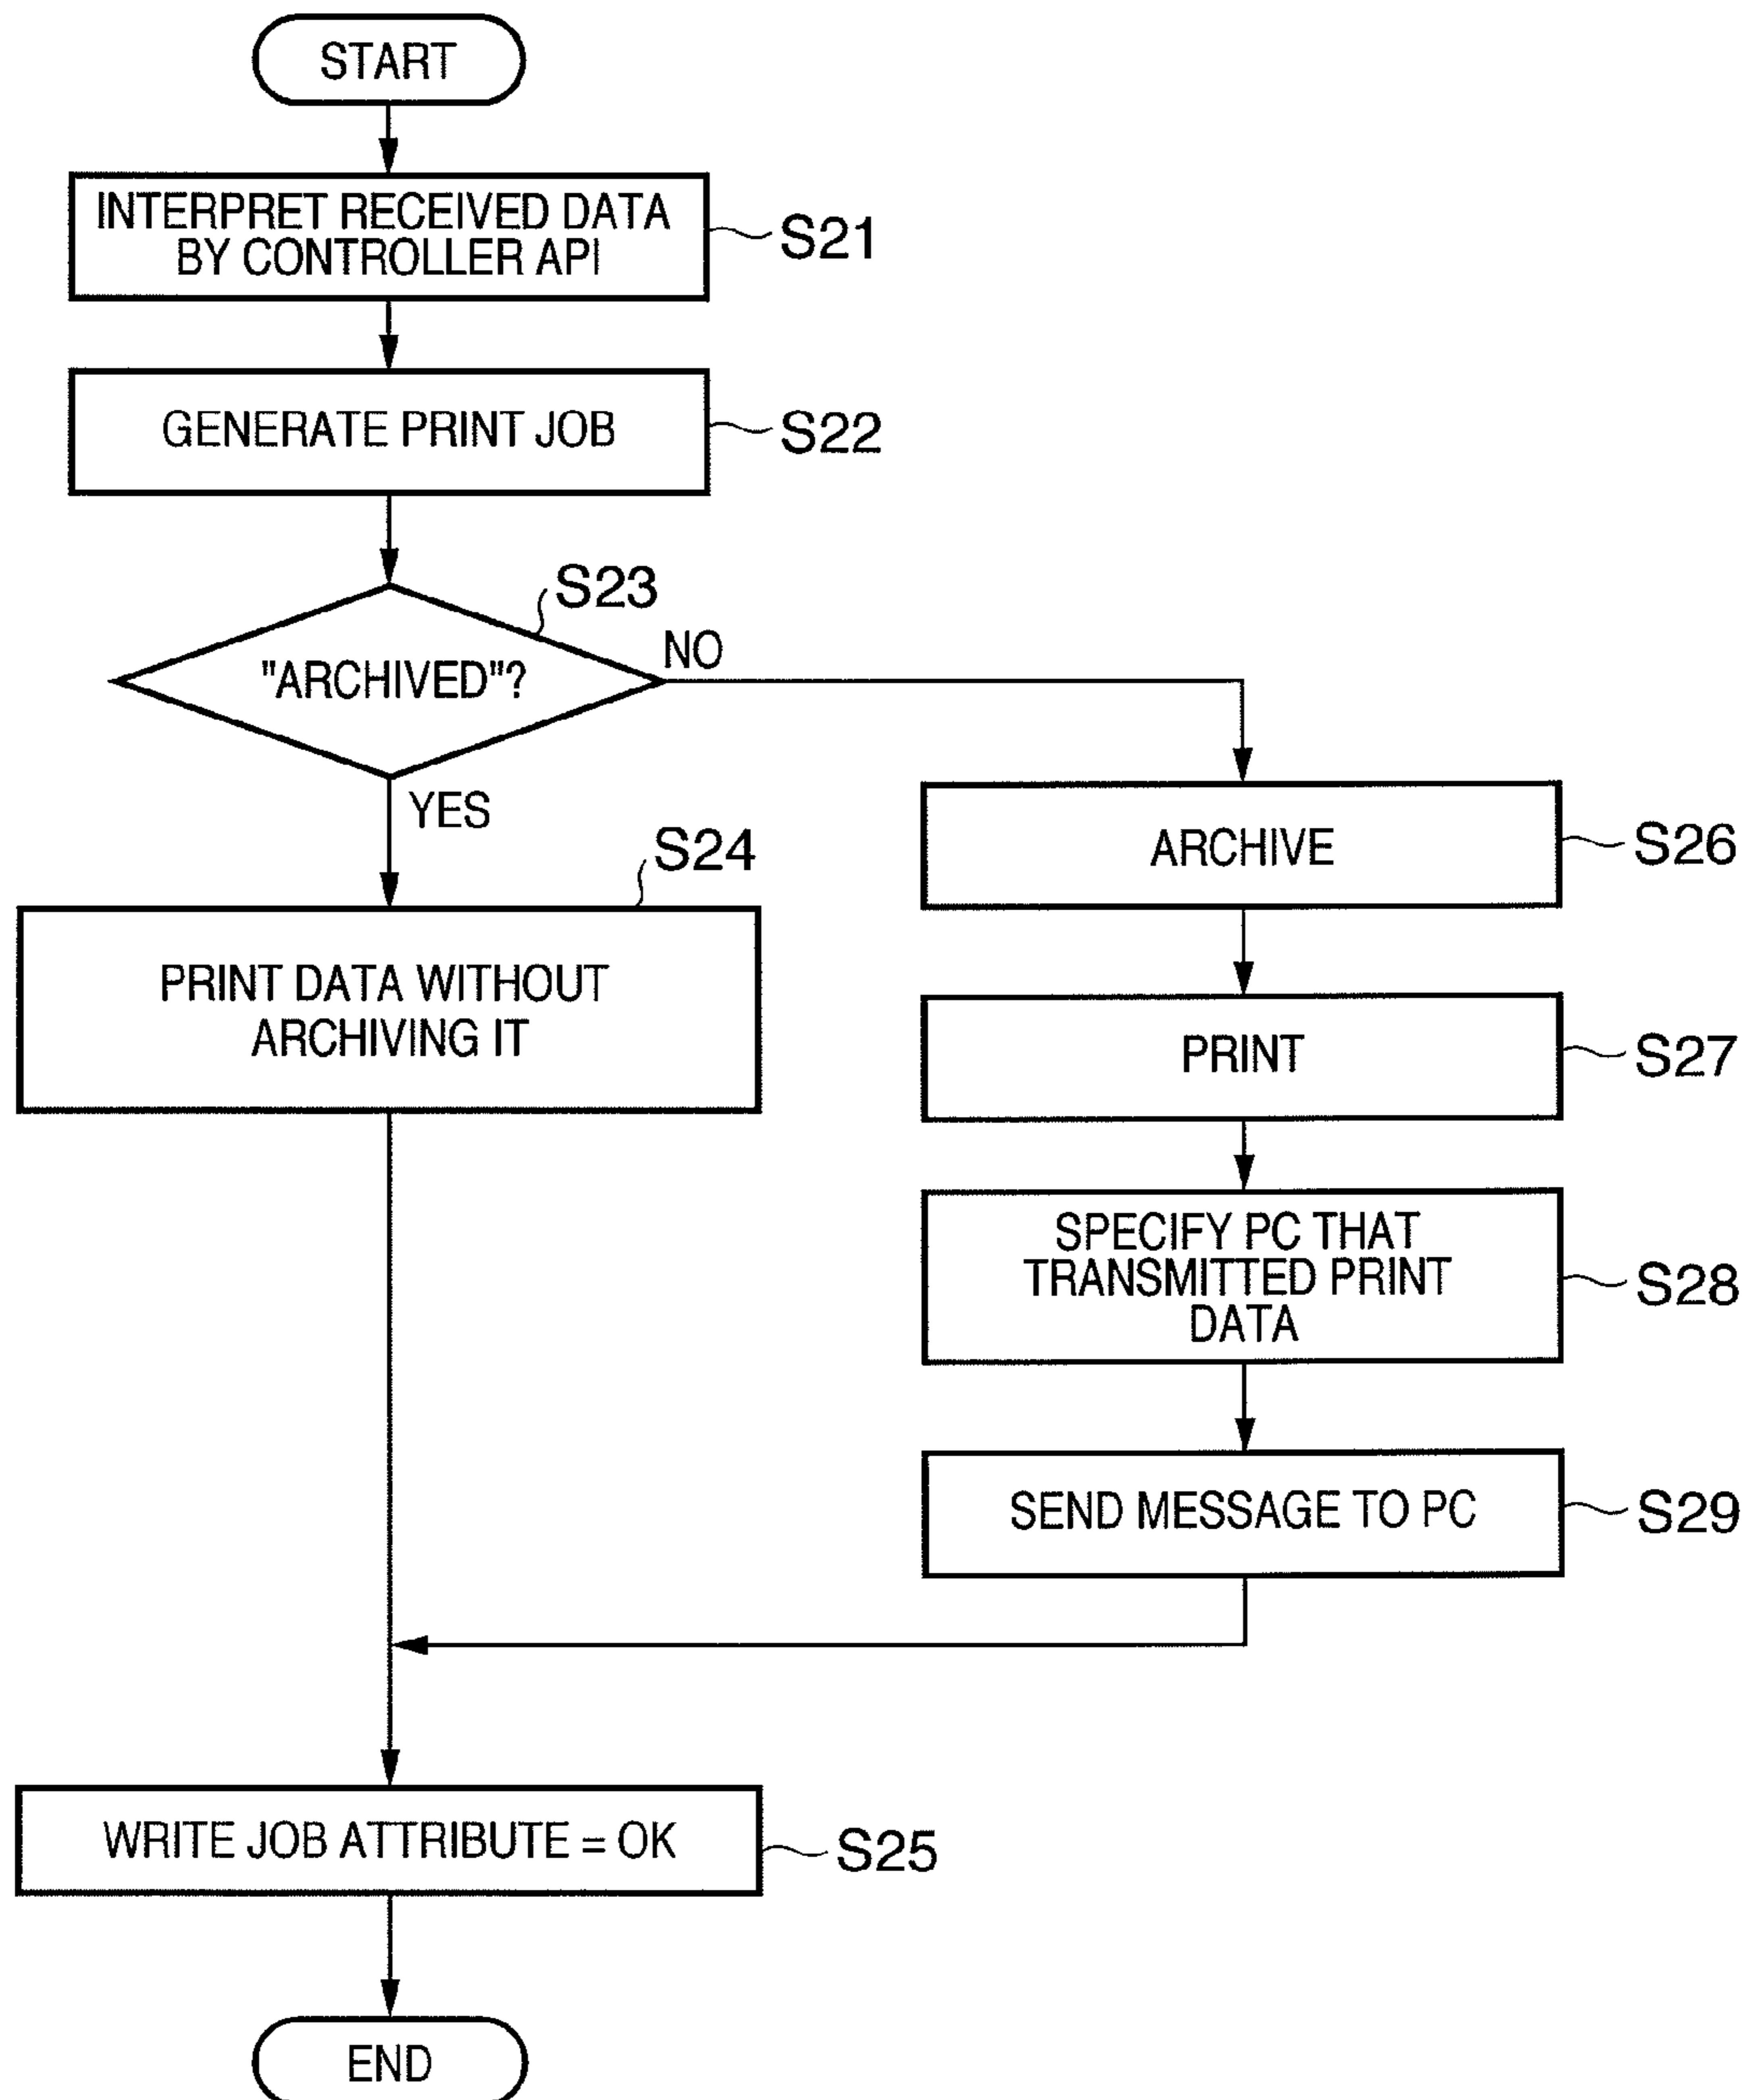 START
INTERPRET RECEIVED DATA
BY CONTROLLER API
S21
GENERATE PRINT JOB
S22
S23
"ARCHIVED"?
NO
YES
S24
PRINT DATA WITHOUT
ARCHIVING IT
ARCHIVE
S26
PRINT
S27
SPECIFY PC THAT
TRANSMITTED PRINT
DATA
S28
SEND MESSAGE TO PC
S29
WRITE JOB ATTRIBUTE = OK
S25
END